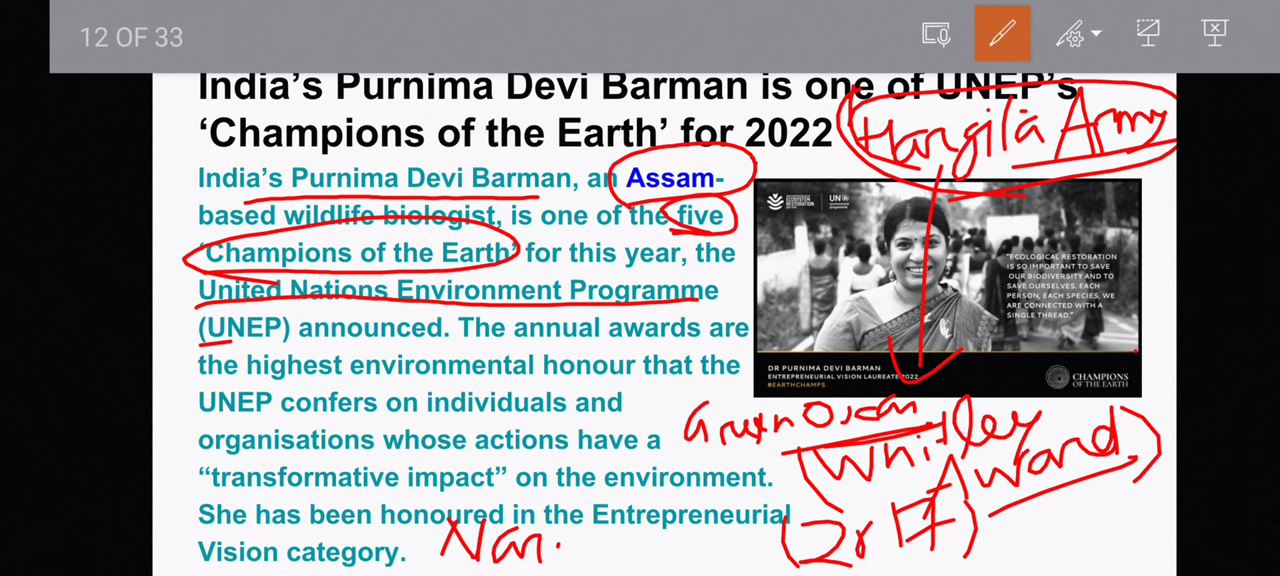 12 OF 33
India's Purnima Devi Barman is one of UNEP's
'Champions of the Earth' for 2022
Hargila Army
India's Purnima Devi Barman, an Assam-
based wildlife biologist, is one of the five
'Champions of the Earth' for this year, the
United Nations Environment Programme
(UNEP) announced. The annual awards are
the highest environmental honour that the
UNEP confers on individuals and
organisations whose actions have a
“transformative impact” on the environment.
She has been honoured in the Entrepreneurial
Vision category.
ECOSYSTEM
RESTORATION
UN
"ECOLOGICAL RESTORATION
IS SO IMPORTANT TO SAVE
OUR BIODIVERSITY AND TO
SAVE OURSELVES. EACH
PERSON, EACH SPECIES, WE
ARE CONNECTED WITH A
SINGLE THREAD."
DR PURNIMA DEVI BARMAN
ENTREPRENEURIAL VISION LAUREATE 2022
@EARTHCHAMPS
CHAMPIONS
OF THE EARTH
Green Oscar
(Whitley
Award)
Nar.